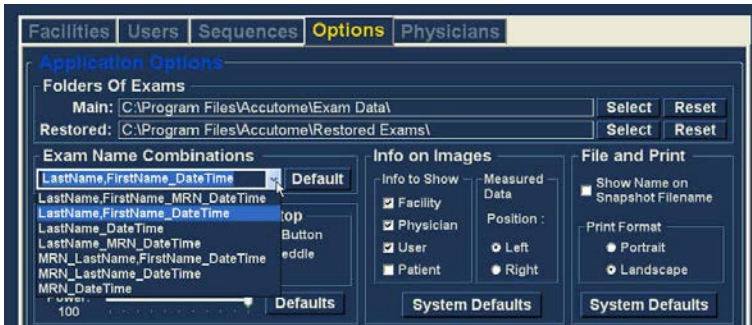 Facilities Users Sequences Options Physicians
Application Options
Folders Of Exams
Main: C:\Program Files\Accutome\Exam Data\ Select Reset
Restored: C:\Program Files\Accutome\Restored Exams\ Select Reset
Exam Name Combinations
LastName,FirstName_DateTime Default
LastName,FirstName_MRN_DateTime
LastName,FirstName_DateTime
LastName_DateTime
LastName_MRN_DateTime
MRN_LastName,FirstName_DateTime
MRN_LastName_DateTime
MRN_DateTime
Button
Power:
100
Defaults
Info on Images
Info to Show
Facility
Physician
User
Patient
Measured
Data
Position :
Left
Right
System Defaults
File and Print
Show Name on
Snapshot Filename
Print Format
Portrait
Landscape
System Defaults